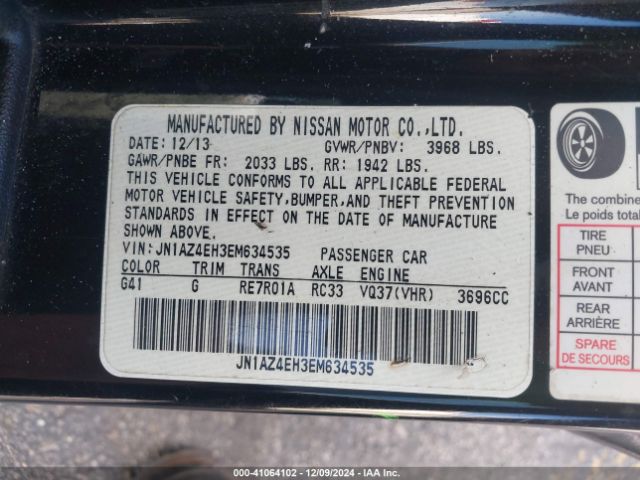 MANUFACTURED BY NISSAN MOTOR CO.,LTD.
DATE: 12/13 GVWR/PNBV: 3968 LBS.
GAWR/PNBE FR: 2033 LBS. RR: 1942 LBS.
THIS VEHICLE CONFORMS TO ALL APPLICABLE FEDERAL
MOTOR VEHICLE SAFETY,BUMPER,AND THEFT PREVENTION
STANDARDS IN EFFECT ON THE DATE OF MANUFACTURE
SHOWN ABOVE.
VIN: JN1AZ4EH3EM634535 PASSENGER CAR
COLOR TRIM TRANS AXLE ENGINE
G41 G RE7R01A RC33 VQ37(VHR) 3696CC
JN1AZ4EH3EM634535
The combine
Le poids total
TIRE
PNEU
FRONT
AVANT
REAR
ARRIÈRE
SPARE
DE SECOURS
000-41064102 - 12/09/2024 - IAA Inc.